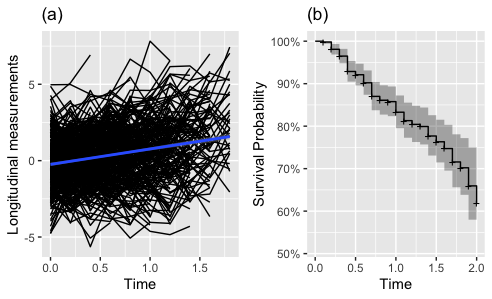 (a)
Longitudinal measurements
5
0
-5
0.0 0.5 1.0 1.5
Time
(b)
Survival Probability
100%
90%
80%
70%
60%
50%
0.0 0.5 1.0 1.5 2.0
Time